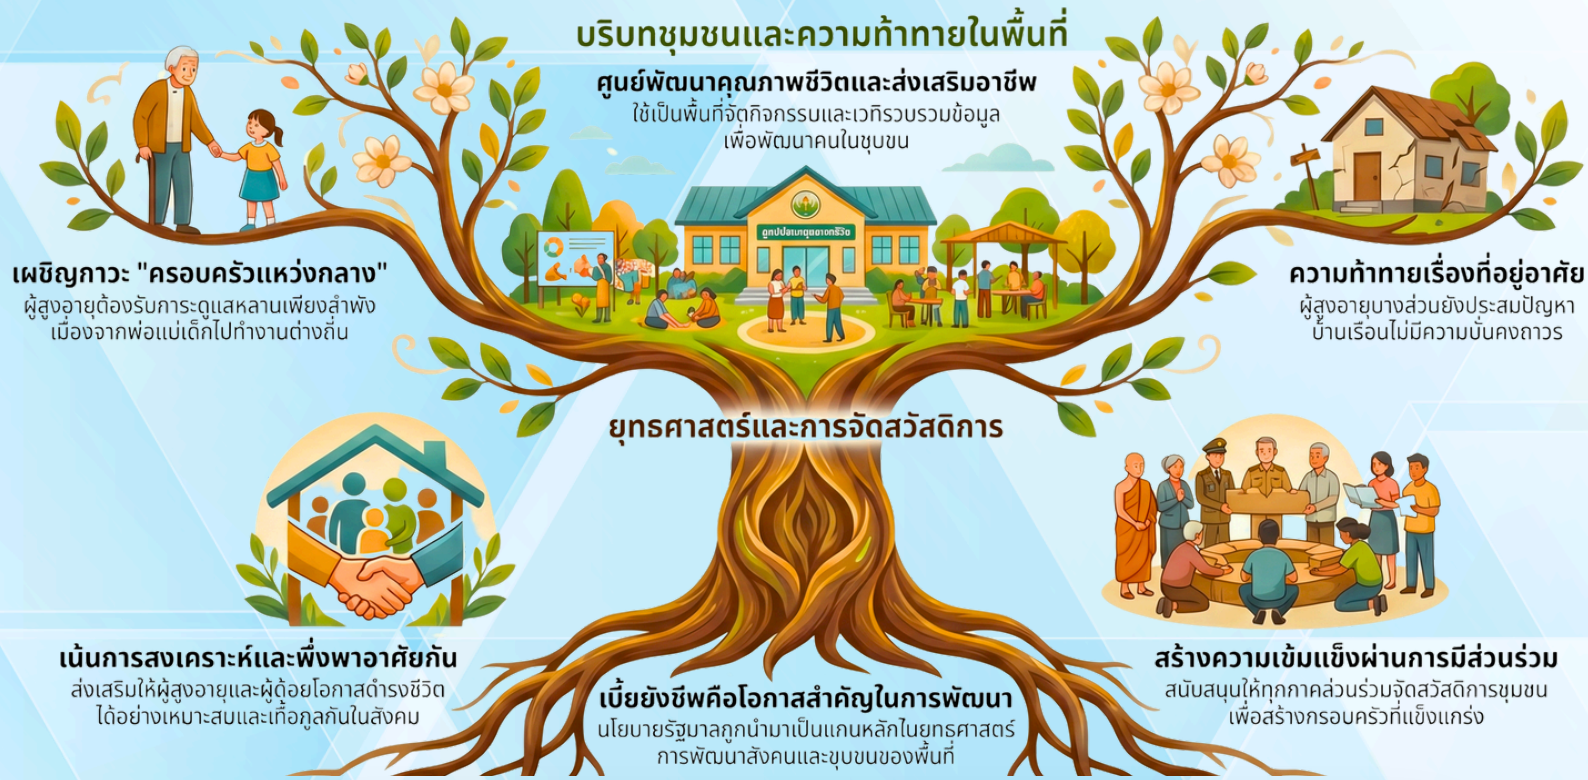 บริบทชุมชนและความท้าทายในพื้นที่
ศูนย์พัฒนาคุณภาพชีวิตและส่งเสริมอาชีพ
ใช้เป็นพื้นที่จัดกิจกรรมและเวทิรวบรวมข้อมูล
เพื่อพัฒนาคนในชุบขน
เผชิญภาวะ "ครอบครัวแหว่งกลาง"
ผู้สูงอายุต้องรับภาระดูแสหลานเพียงลำพัง
เมื่องจากพ่อแม่เด็กไปทำงานต่างถิ่น
ความท้าทายเรื่องที่อยู่อาศัย
ผู้สูงอายุบางส่วนยังประสมปัญหา
บ้านเรือนไม่มีความบั่นคงถาวร
ยุทธศาสตร์และการจัดสวัสดิการ
เน้นการสงเคราะห์และพึ่งพาอาศัยกัน
ส่งเสริมให้ผู้สูงอายุและผู้ด้อยโอกาสดำรงชีวิต
ได้อย่างเหมาะสมและเกื้อกูลกันในสังคม
เบี้ยยังชีพคือโอกาสสำคัญในการพัฒนา
นโยบายรัฐมาลถูกนำมาเป็นแกนหลักในยทธศาสตร์
การพัฒนาสังคนและขุบขนของพื้นที่
สร้างความเข้มแข็งผ่านการมีส่วนร่วม
สนับสนุนให้ทุกภาคส่วนร่วมจัดสวัสดิการชุมชน
เพื่อสร้างกรอบครัวที่แข็งแกร่ง